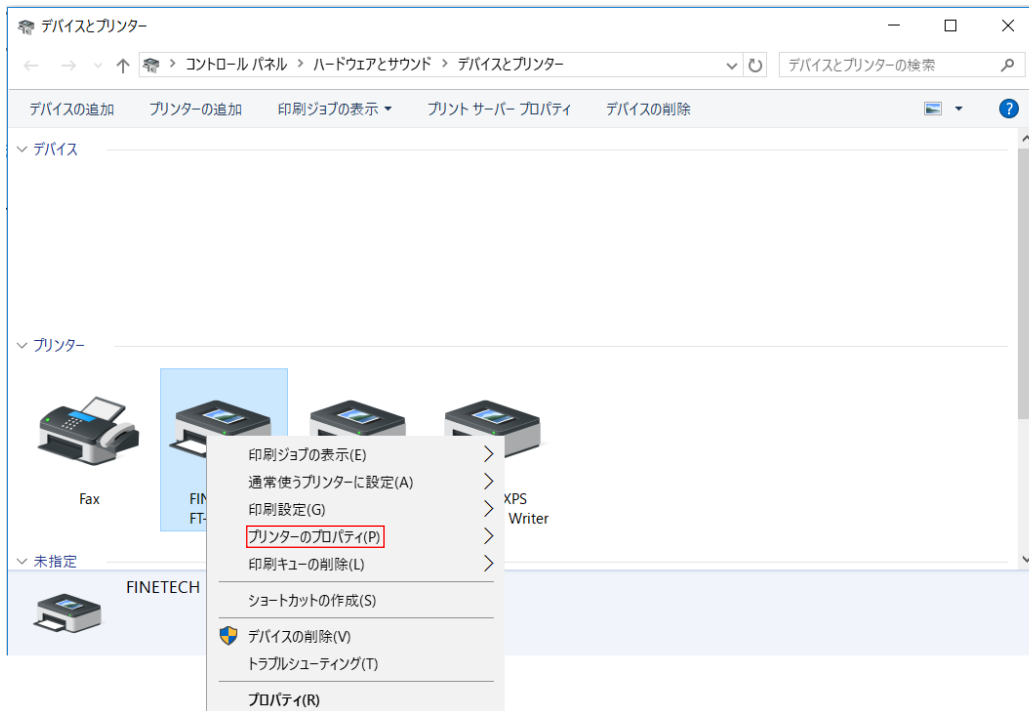 デバイスとプリンター
コントロール パネル > ハードウェアとサウンド > デバイスとプリンター
デバイスとプリンターの検索
デバイスの追加 プリンターの追加 印刷ジョブの表示 プリント サーバー プロパティ デバイスの削除
デバイス
プリンター
Fax
FIN
FT-
XPS
Writer
印刷ジョブの表示(E)
通常使うプリンターに設定(A)
印刷設定(G)
プリンターのプロパティ(P)
印刷キューの削除(L)
ショートカットの作成(S)
デバイスの削除(V)
トラブルシューティング(T)
プロパティ(R)
未指定
FINETECH